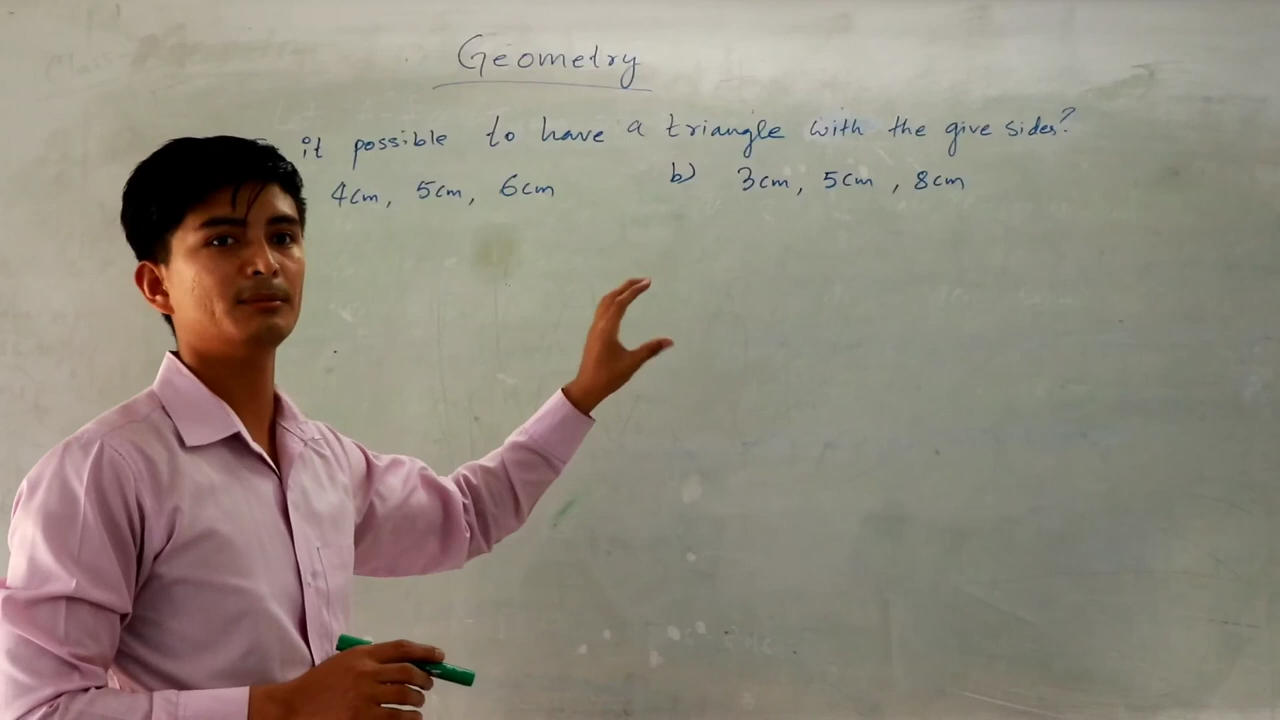 Geometry
it possible to have a triangle with the give sides?
4cm, 5cm, 6cm b) 3cm, 5cm, 8cm